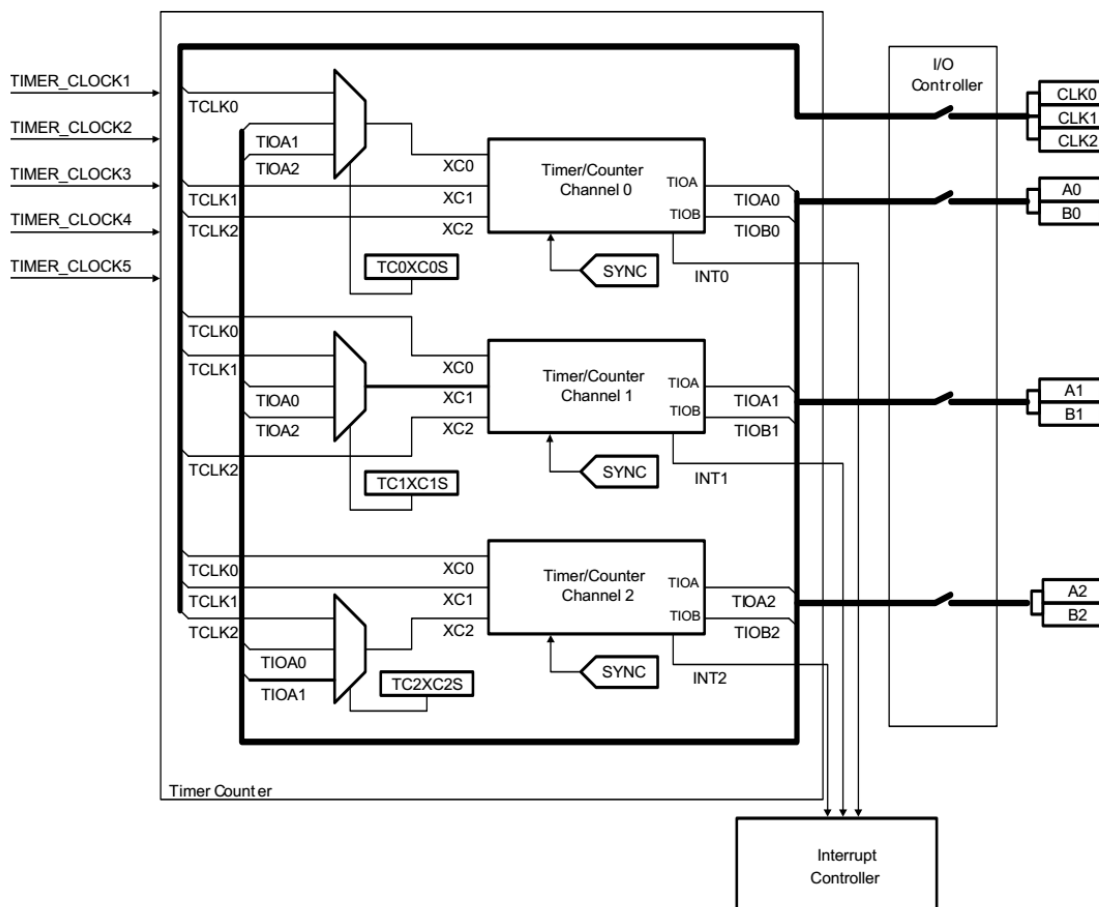 TIMER_CLOCK1
TIMER_CLOCK2
TIMER_CLOCK3
TIMER_CLOCK4
TIMER_CLOCK5
TCLK0
TIOA1
TIOA2
TCLK1
TCLK2
XC0
XC1
XC2
Timer/Counter
Channel 0
TIOA
TIOB
TIOA0
TIOB0
TC0XC0S
SYNC
INT0
TCLK0
TCLK1
TIOA0
TIOA2
TCLK2
XC0
XC1
XC2
Timer/Counter
Channel 1
TIOA
TIOB
TIOA1
TIOB1
TC1XC1S
SYNC
INT1
TCLK0
TCLK1
TCLK2
TIOA0
TIOA1
XC0
XC1
XC2
Timer/Counter
Channel 2
TIOA
TIOB
TIOA2
TIOB2
TC2XC2S
SYNC
INT2
Timer Counter
I/O
Controller
CLK0
CLK1
CLK2
A0
B0
A1
B1
A2
B2
Interrupt
Controller